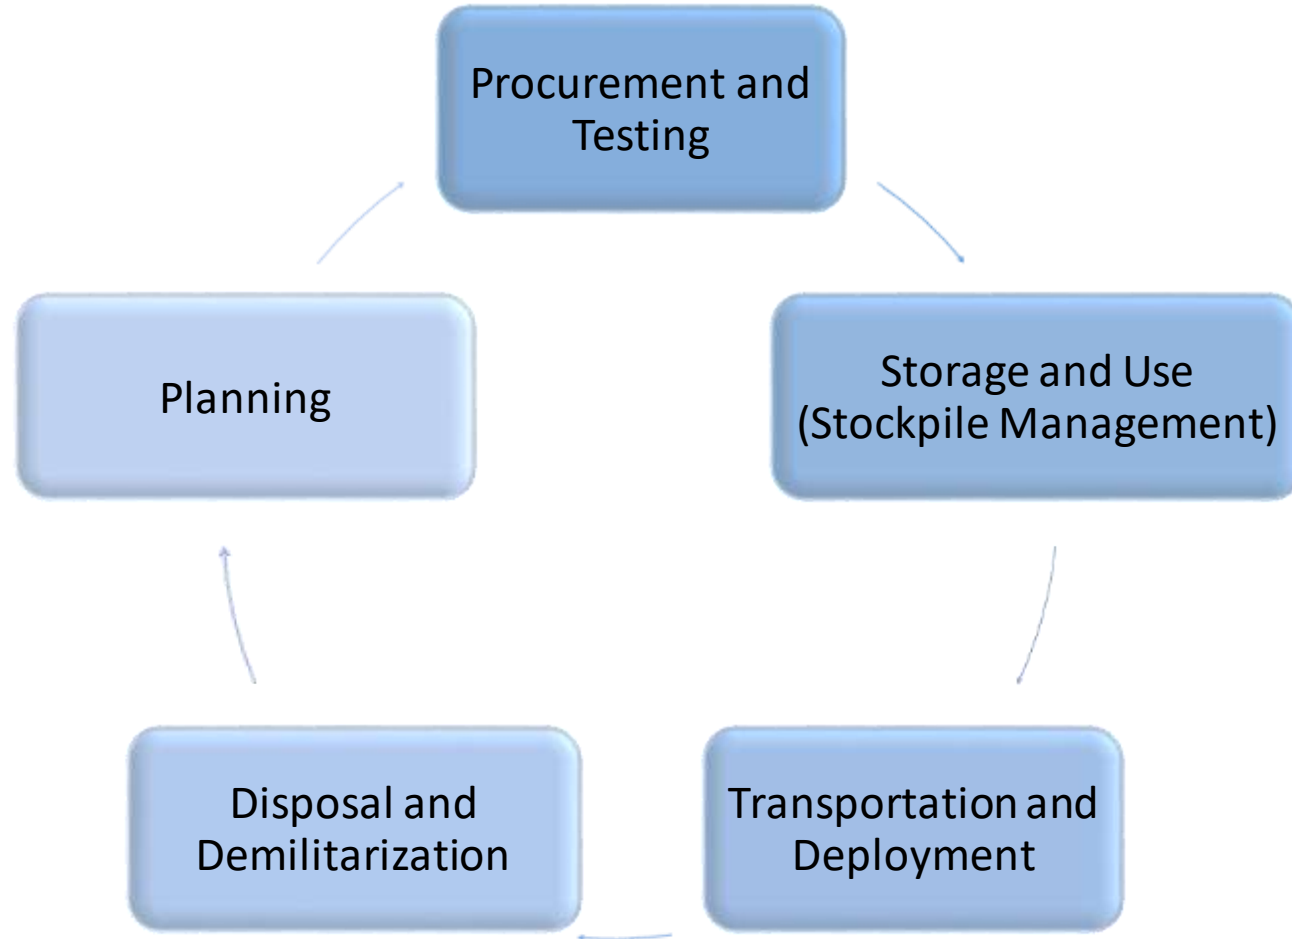 Procurement and
Testing
Storage and Use
(Stockpile Management)
Transportation and
Deployment
Disposal and
Demilitarization
Planning